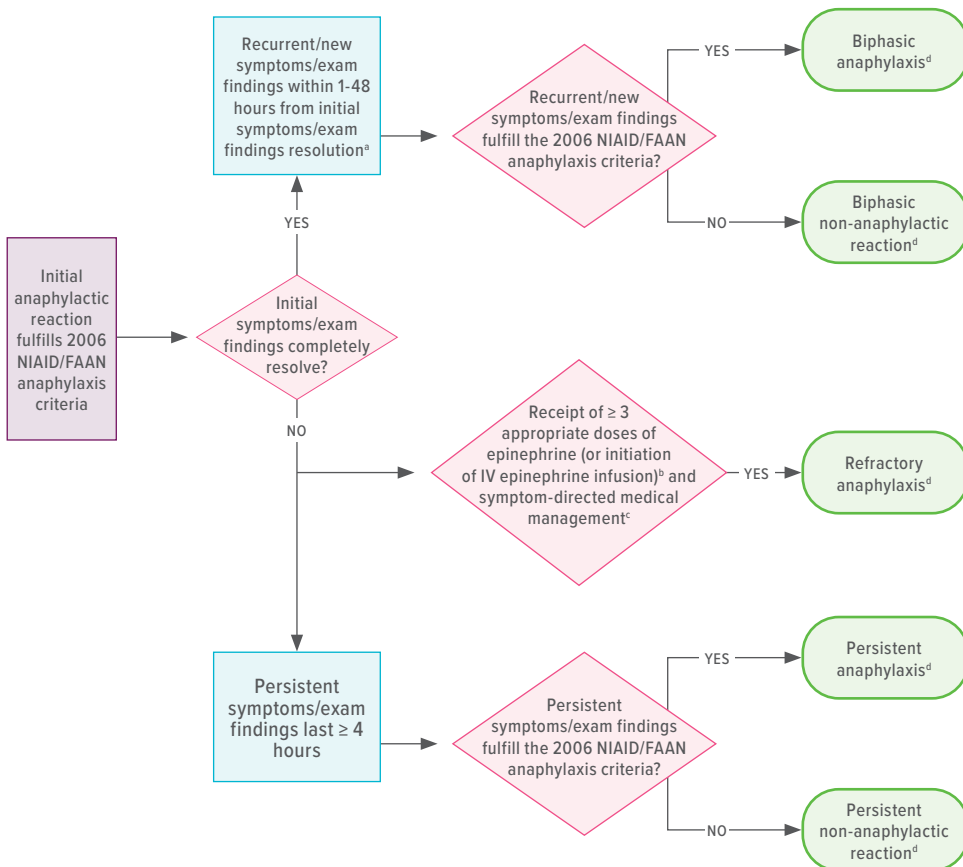 Initial
anaphylactic
reaction
fulfills 2006
NIAID/FAAN
anaphylaxis
criteria
Initial
symptoms/exam
findings completely
resolve?
YES
Recurrent/new
symptoms/exam
findings within 1-48
hours from initial
symptoms/exam
findings resolutionᵃ
Recurrent/new
symptoms/exam findings
fulfill the 2006 NIAID/FAAN
anaphylaxis criteria?
YES
Biphasic
anaphylaxisᵈ
NO
Biphasic
non-anaphylactic
reactionᵈ
NO
Receipt of ≥ 3
appropriate doses of
epinephrine (or initiation
of IV epinephrine infusion)ᵇ and
symptom-directed medical
managementᶜ
YES
Refractory
anaphylaxisᵈ
Persistent
symptoms/exam
findings last ≥ 4
hours
Persistent
symptoms/exam findings
fulfill the 2006 NIAID/FAAN
anaphylaxis criteria?
YES
Persistent
anaphylaxisᵈ
NO
Persistent
non-anaphylactic
reactionᵈ